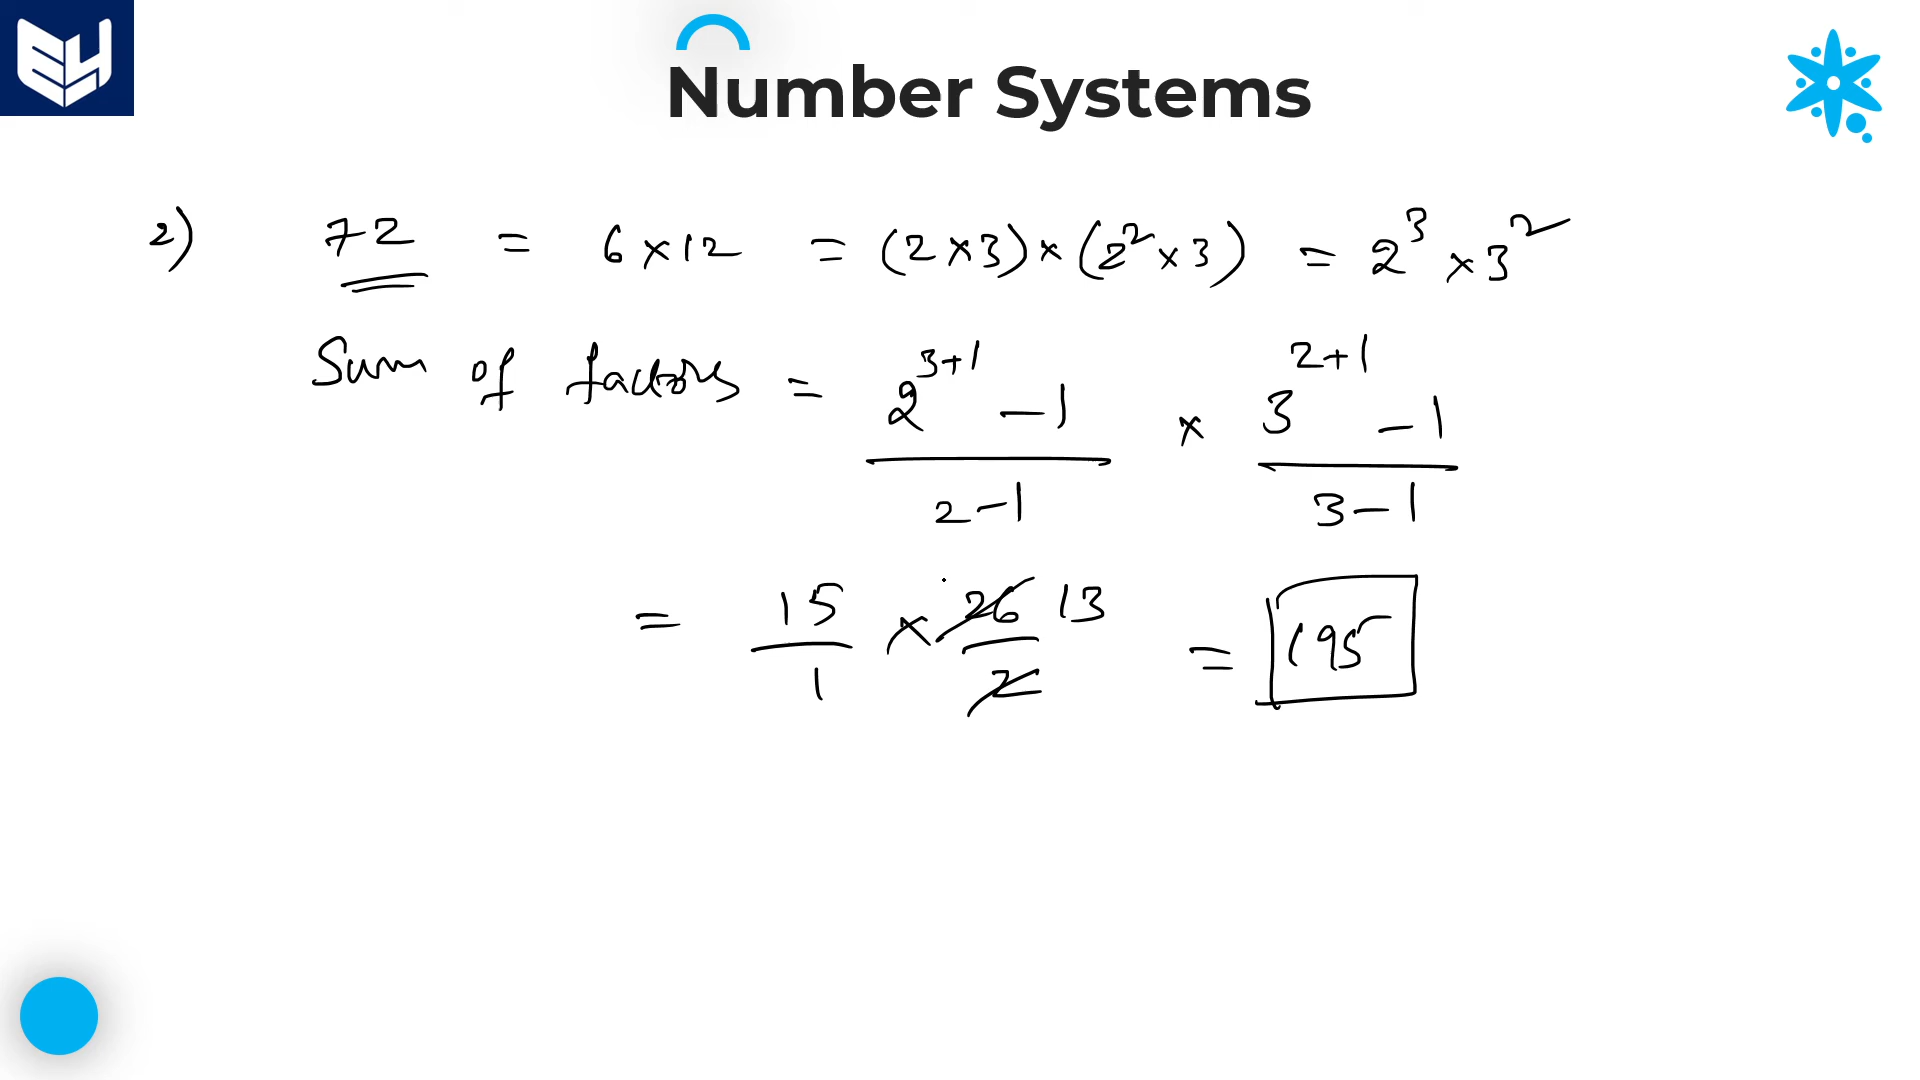 Number Systems
2) 72 = 6 × 12 = (2 × 3) × (2² × 3) = 2³ × 3²
Sum of factors = (2^(3+1) − 1)/(2 − 1) × (3^(2+1) − 1)/(3 − 1)
= 15/1 × 26/2 13 = 195